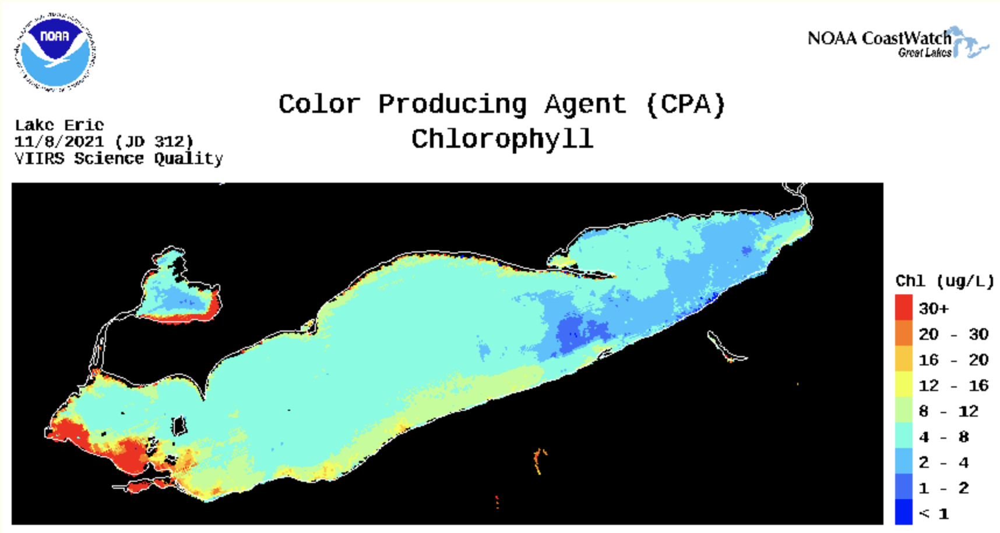 NOAA
NOAA CoastWatch
Great Lakes
Color Producing Agent (CPA)
Chlorophyll
Lake Erie
11/8/2021 (JD 312)
VIIRS Science Quality
Chl (ug/L)
30+
20 - 30
16 - 20
12 - 16
8 - 12
4 - 8
2 - 4
1 - 2
< 1